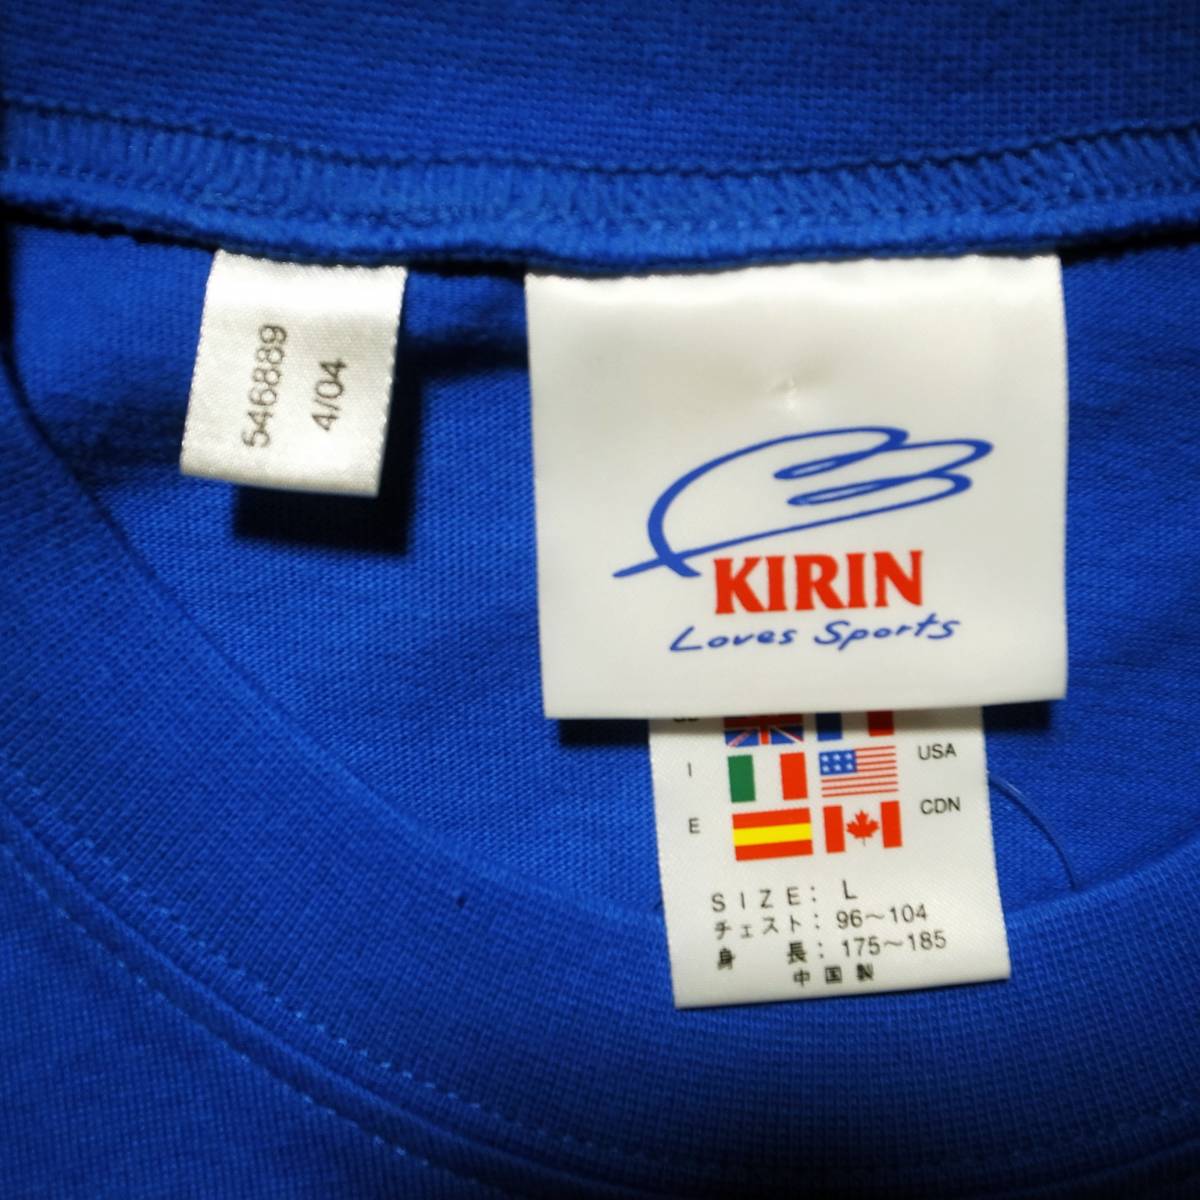 546889
4/04
KIRIN
Loves Sports
I
USA
E
CDN
SIZE: L
チェスト: 96~104
身 長: 175~185
中国製